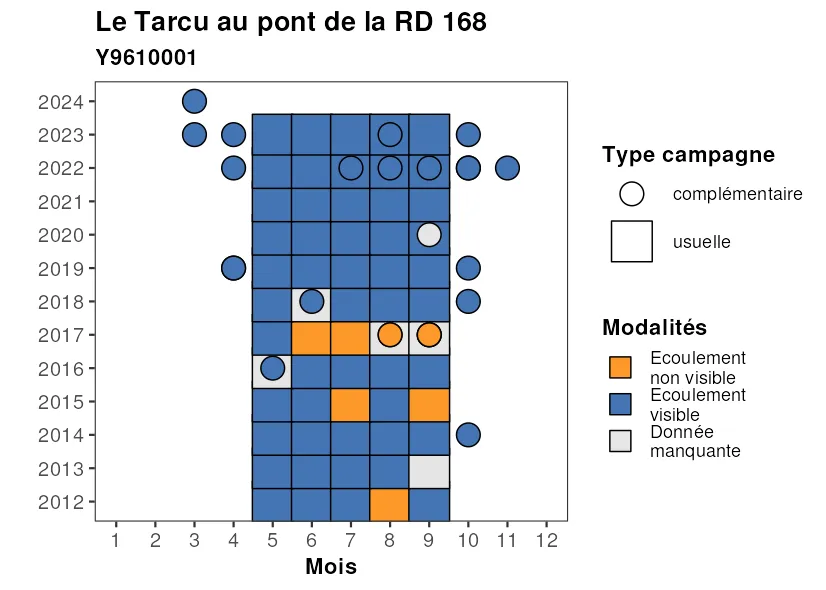 Le Tarcu au pont de la RD 168
Y9610001
2024
2023
2022
2021
2020
2019
2018
2017
2016
2015
2014
2013
2012
1 2 3 4 5 6 7 8 9 10 11 12
Mois
Type campagne
complémentaire
usuelle
Modalités
Ecoulement
non visible
Ecoulement
visible
Donnée
manquante